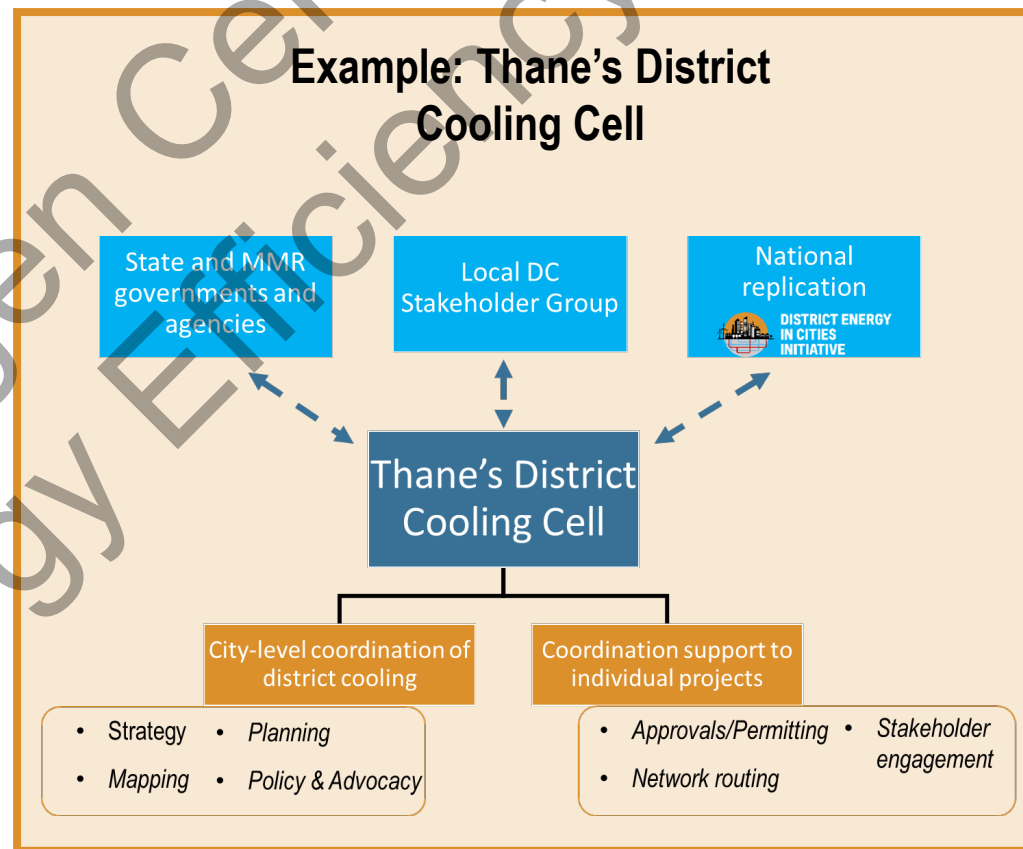 Example: Thane's District
Cooling Cell
State and MMR
governments and
agencies
Local DC
Stakeholder Group
National
replication
DISTRICT ENERGY
IN CITIES
INITIATIVE
Thane's District
Cooling Cell
City-level coordination of
district cooling
Coordination support to
individual projects
• Strategy • Planning
• Mapping • Policy & Advocacy
• Approvals/Permitting • Stakeholder
engagement
• Network routing
Efficiency